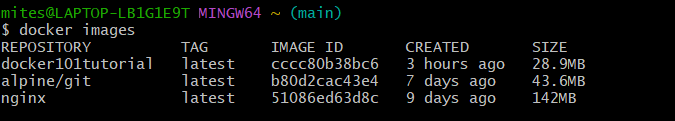 mites@LAPTOP-LB1G1E9T MINGW64 ~ (main)
$ docker images
REPOSITORY TAG IMAGE ID CREATED SIZE
docker101tutorial latest cccc80b38bc6 3 hours ago 28.9MB
alpine/git latest b80d2cac43e4 7 days ago 43.6MB
nginx latest 51086ed63d8c 9 days ago 142MB